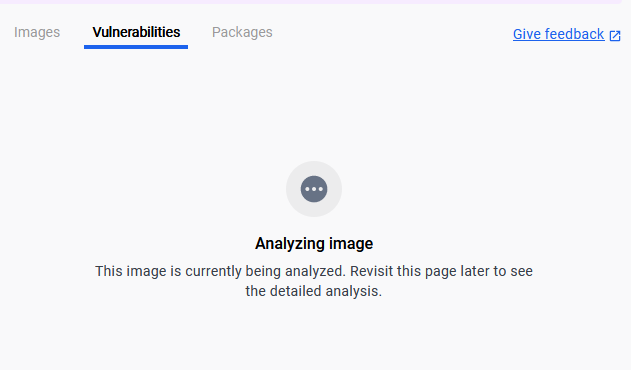 Images Vulnerabilities Packages Give feedback
Analyzing image
This image is currently being analyzed. Revisit this page later to see
the detailed analysis.